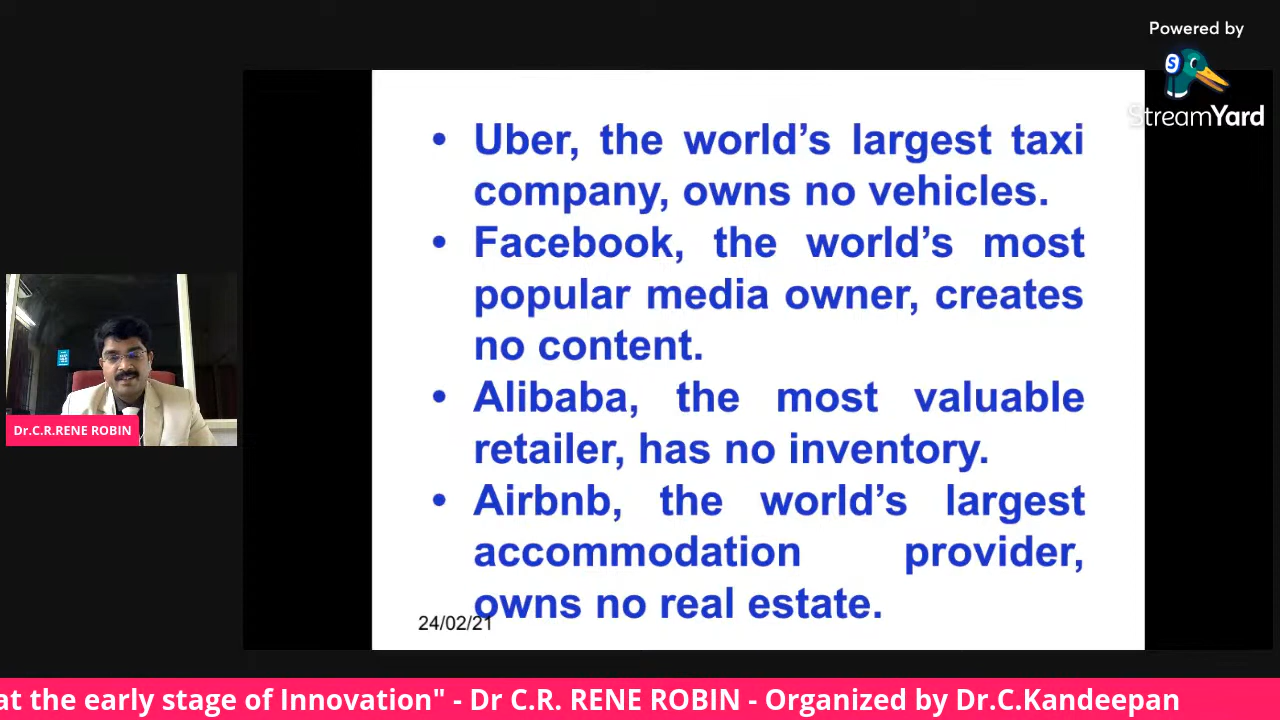 Powered by
S
StreamYard
• Uber, the world’s largest taxi
company, owns no vehicles.
• Facebook, the world’s most
popular media owner, creates
no content.
• Alibaba, the most valuable
retailer, has no inventory.
• Airbnb, the world’s largest
accommodation provider,
owns no real estate.
24/02/21
Dr.C.R.RENE ROBIN
at the early stage of Innovation" - Dr C.R. RENE ROBIN - Organized by Dr.C.Kandeepan